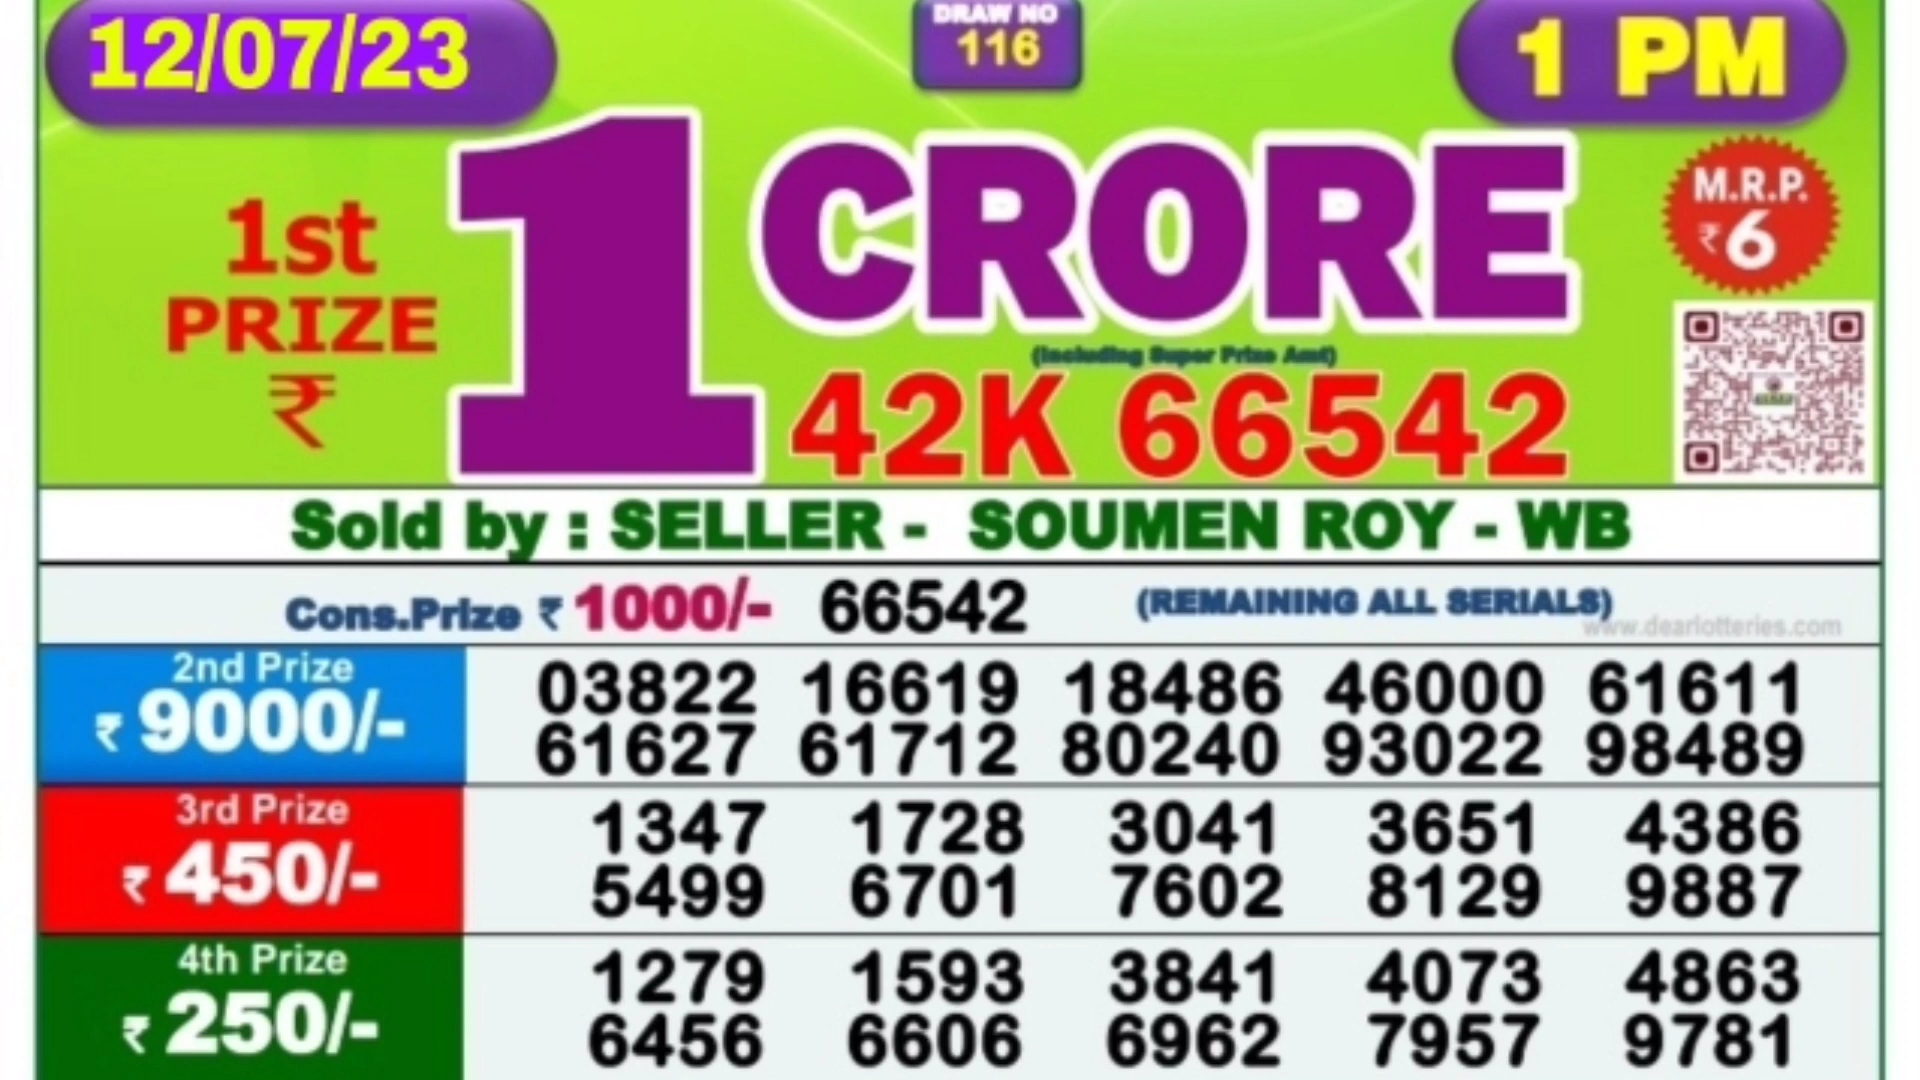 12/07/23
DRAW NO
116
1 PM
1st
PRIZE
₹
1 CRORE
M.R.P.
₹6
(Including Super Prize Amt)
42K 66542
Sold by : SELLER - SOUMEN ROY - WB
Cons.Prize ₹ 1000/- 66542 (REMAINING ALL SERIALS)
www.dearlotteries.com
2nd Prize
₹ 9000/-
03822 16619 18486 46000 61611
61627 61712 80240 93022 98489
3rd Prize
₹ 450/-
1347 1728 3041 3651 4386
5499 6701 7602 8129 9887
4th Prize
₹ 250/-
1279 1593 3841 4073 4863
6456 6606 6962 7957 9781